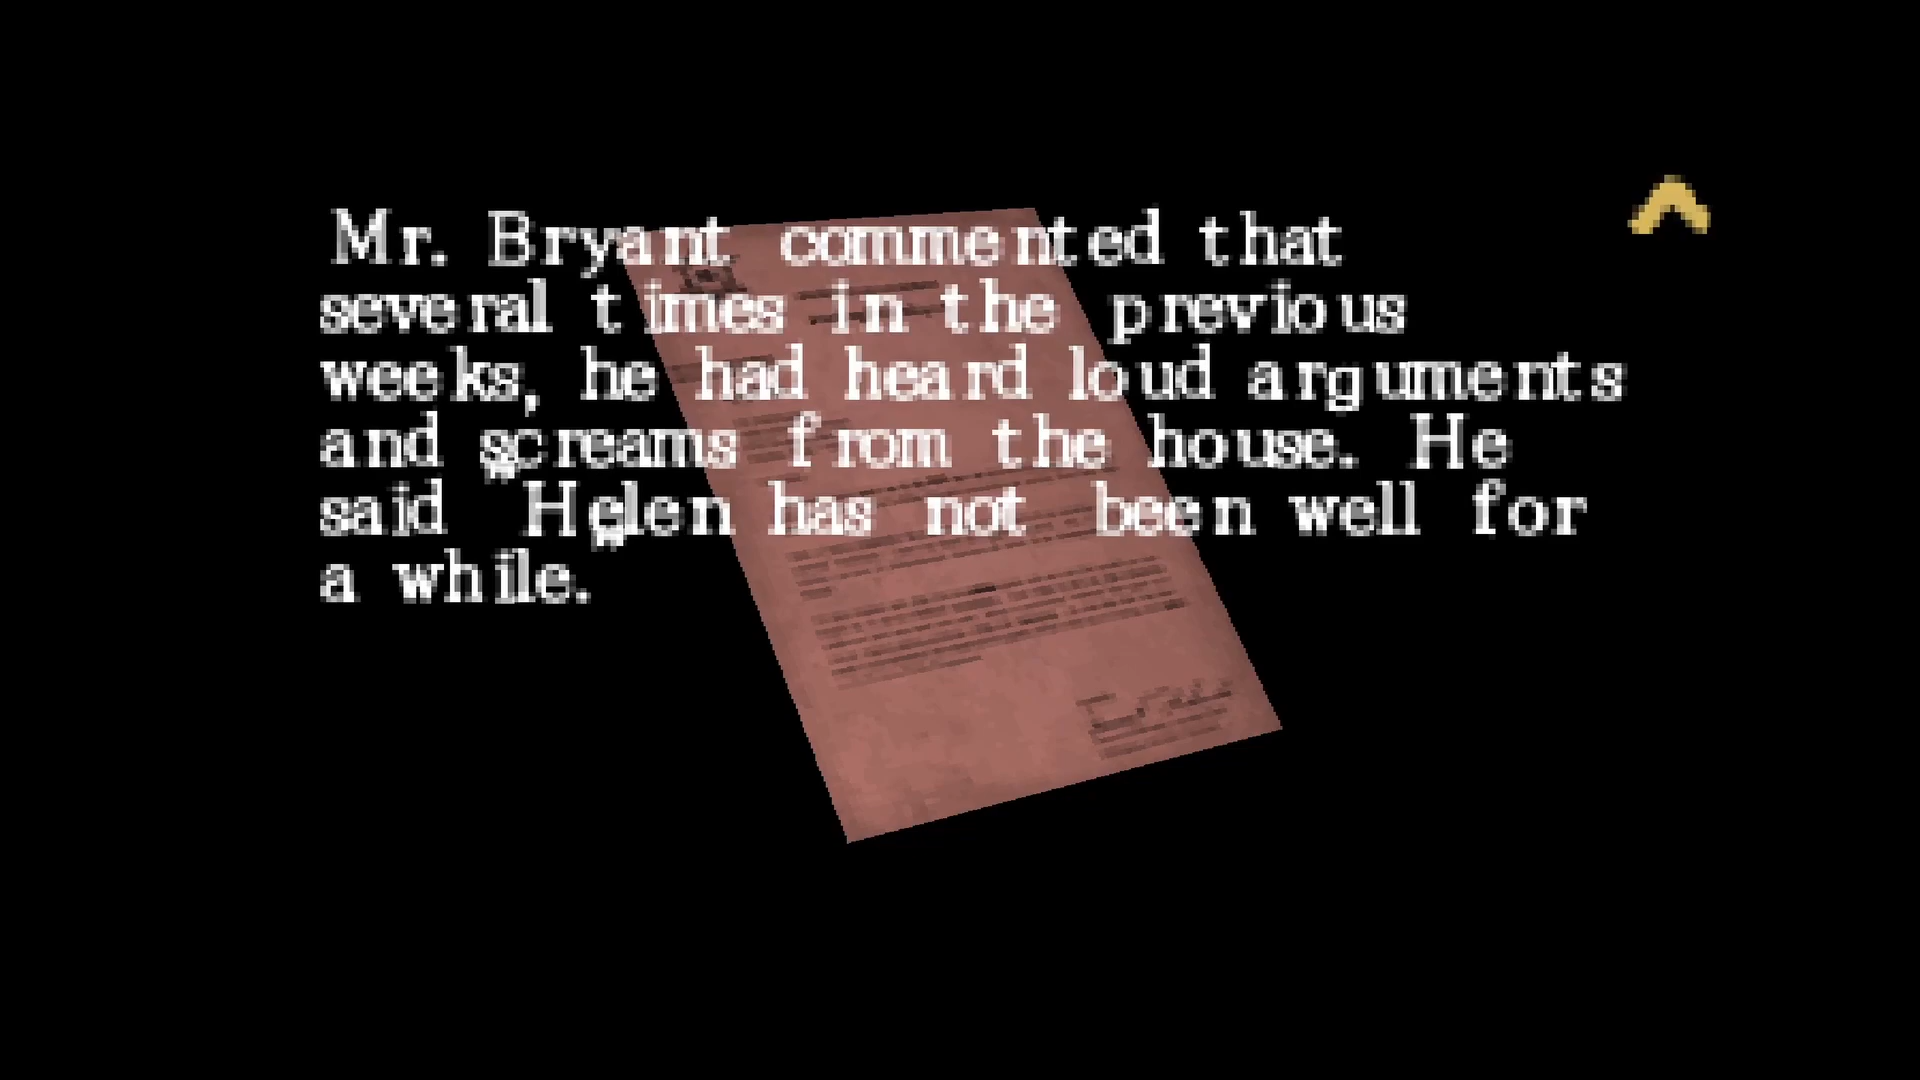 Mr. Bryant commented that
several times in the previous
weeks, he had heard loud arguments
and screams from the house. He
said Helen has not been well for
a while.